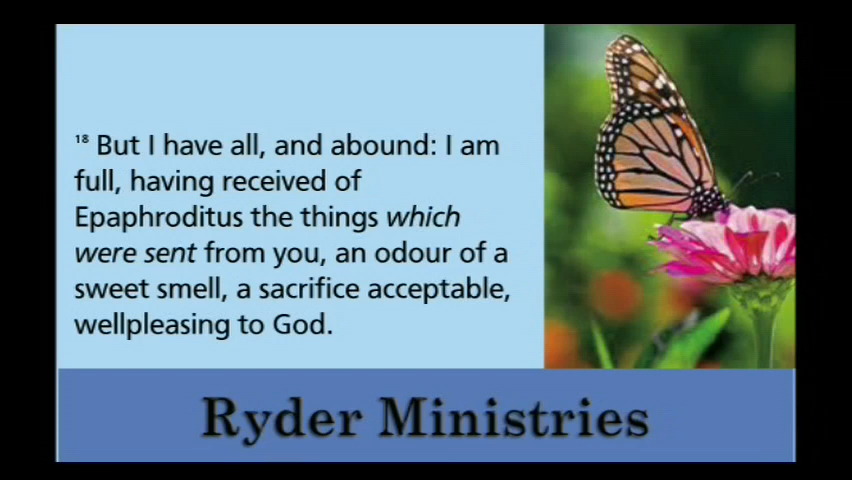 18 But I have all, and abound: I am
full, having received of
Epaphroditus the things which
were sent from you, an odour of a
sweet smell, a sacrifice acceptable,
wellpleasing to God.
Ryder Ministries